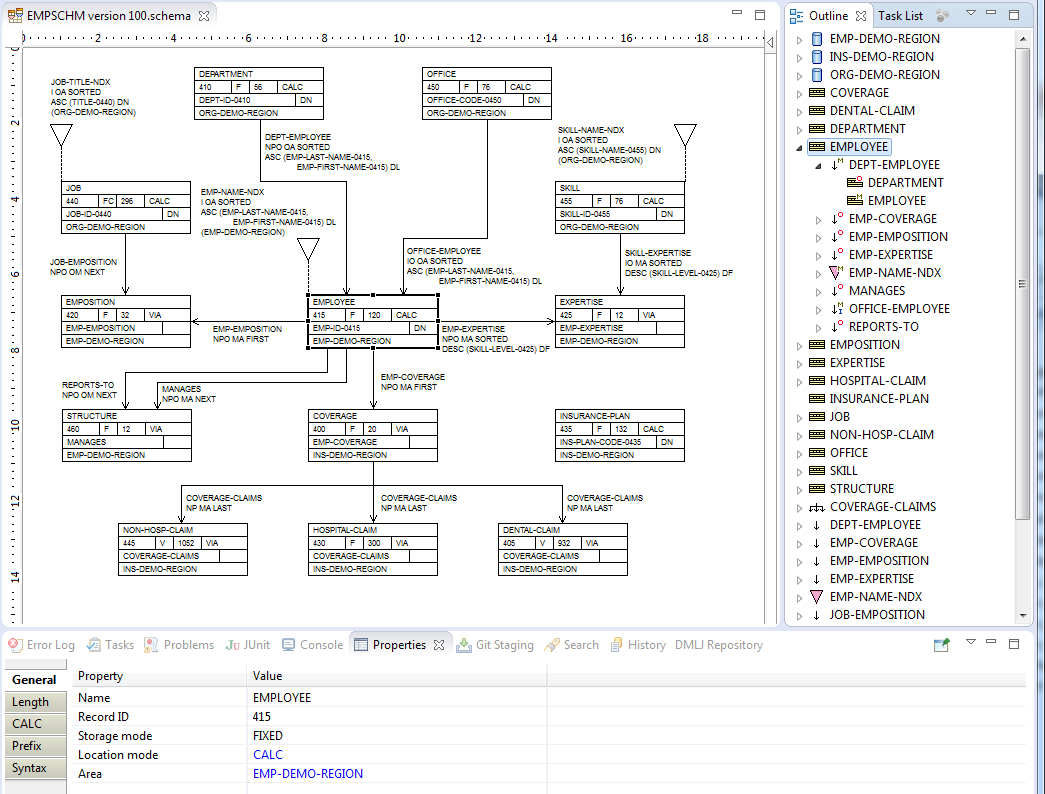 EMPSCHM version 100.schema
0 2 4 6 8 10 12 14 16 18
0
2
4
6
8
10
12
14
JOB-TITLE-NDX
I OA SORTED
ASC (TITLE-0440) DN
(ORG-DEMO-REGION)
DEPARTMENT
410 F 56 CALC
DEPT-ID-0410 DN
ORG-DEMO-REGION
OFFICE
450 F 76 CALC
OFFICE-CODE-0450 DN
ORG-DEMO-REGION
DEPT-EMPLOYEE
NPO OA SORTED
ASC (EMP-LAST-NAME-0415,
EMP-FIRST-NAME-0415) DL
SKILL-NAME-NDX
I OA SORTED
ASC (SKILL-NAME-0455) DN
(ORG-DEMO-REGION)
JOB
440 FC 296 CALC
JOB-ID-0440 DN
ORG-DEMO-REGION
EMP-NAME-NDX
I OA SORTED
ASC (EMP-LAST-NAME-0415,
EMP-FIRST-NAME-0415) DL
(EMP-DEMO-REGION)
SKILL
455 F 76 CALC
SKILL-ID-0455 DN
ORG-DEMO-REGION
JOB-EMPOSITION
NPO OM NEXT
OFFICE-EMPLOYEE
IO OA SORTED
ASC (EMP-LAST-NAME-0415,
EMP-FIRST-NAME-0415) DL
SKILL-EXPERTISE
IO MA SORTED
DESC (SKILL-LEVEL-0425) DF
EMPOSITION
420 F 32 VIA
EMP-EMPOSITION
EMP-DEMO-REGION
EMP-EMPOSITION
NPO MA FIRST
EMPLOYEE
415 F 120 CALC
EMP-ID-0415 DN
EMP-DEMO-REGION
EMP-EXPERTISE
NPO MA SORTED
DESC (SKILL-LEVEL-0425) DF
EXPERTISE
425 F 12 VIA
EMP-EXPERTISE
EMP-DEMO-REGION
REPORTS-TO
NPO OM NEXT
MANAGES
NPO MA NEXT
EMP-COVERAGE
NPO MA FIRST
STRUCTURE
460 F 12 VIA
MANAGES
EMP-DEMO-REGION
COVERAGE
400 F 20 VIA
EMP-COVERAGE
INS-DEMO-REGION
INSURANCE-PLAN
435 F 132 CALC
INS-PLAN-CODE-0435 DN
INS-DEMO-REGION
COVERAGE-CLAIMS
NP MA LAST
COVERAGE-CLAIMS
NP MA LAST
COVERAGE-CLAIMS
NP MA LAST
NON-HOSP-CLAIM
445 V 1052 VIA
COVERAGE-CLAIMS
INS-DEMO-REGION
HOSPITAL-CLAIM
430 F 300 VIA
COVERAGE-CLAIMS
INS-DEMO-REGION
DENTAL-CLAIM
405 V 932 VIA
COVERAGE-CLAIMS
INS-DEMO-REGION
Outline Task List
EMP-DEMO-REGION
INS-DEMO-REGION
ORG-DEMO-REGION
COVERAGE
DENTAL-CLAIM
DEPARTMENT
EMPLOYEE
DEPT-EMPLOYEE
DEPARTMENT
EMPLOYEE
EMP-COVERAGE
EMP-EMPOSITION
EMP-EXPERTISE
EMP-NAME-NDX
MANAGES
OFFICE-EMPLOYEE
REPORTS-TO
EMPOSITION
EXPERTISE
HOSPITAL-CLAIM
INSURANCE-PLAN
JOB
NON-HOSP-CLAIM
OFFICE
SKILL
STRUCTURE
COVERAGE-CLAIMS
DEPT-EMPLOYEE
EMP-COVERAGE
EMP-EMPOSITION
EMP-EXPERTISE
EMP-NAME-NDX
JOB-EMPOSITION
Error Log Tasks Problems JUnit Console Properties Git Staging Search History DMLJ Repository
General
Length
CALC
Prefix
Syntax
Property Value
Name EMPLOYEE
Record ID 415
Storage mode FIXED
Location mode CALC
Area EMP-DEMO-REGION